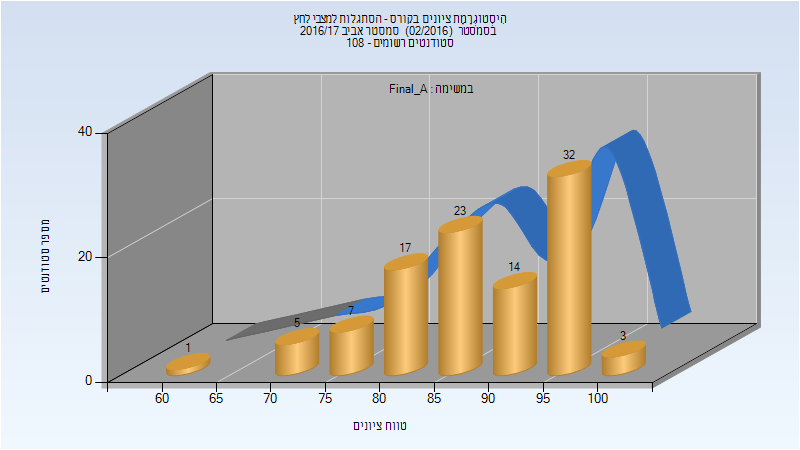 היסטוגרמת ציונים בקורס - הסתגלות למצבי לחץ
בסמסטר (02/2016) סמסטר אביב 2016/17
סטודנטים רשומים - 108
במשימה : Final_A
40
20
0
מספר סטודנטים
1
5
7
17
23
14
32
3
60 65 70 75 80 85 90 95 100
טווח ציונים